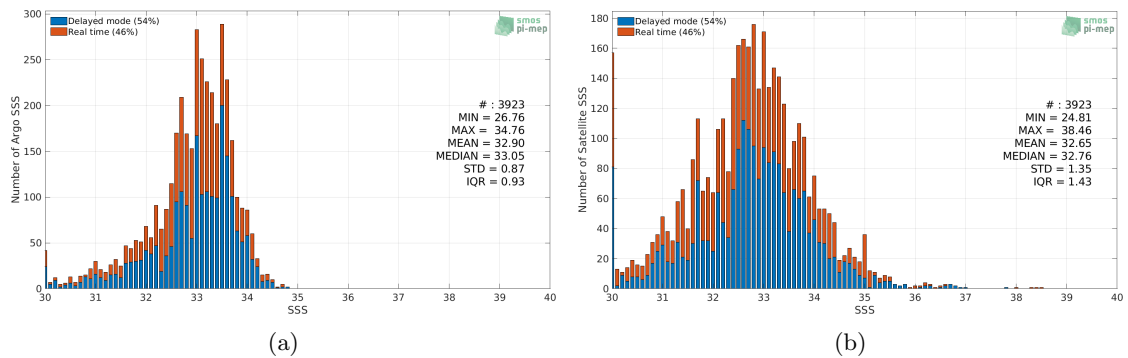 Delayed mode (54%)
Real time (46%)
smos
pi-mep
Number of Argo SSS
300
250
200
150
100
50
0
# : 3923
MIN = 26.76
MAX = 34.76
MEAN = 32.90
MEDIAN = 33.05
STD = 0.87
IQR = 0.93
30 31 32 33 34 35 36 37 38 39 40
SSS
(a)
Delayed mode (54%)
Real time (46%)
smos
pi-mep
Number of Satellite SSS
180
160
140
120
100
80
60
40
20
0
# : 3923
MIN = 24.81
MAX = 38.46
MEAN = 32.65
MEDIAN = 32.76
STD = 1.35
IQR = 1.43
30 31 32 33 34 35 36 37 38 39 40
SSS
(b)